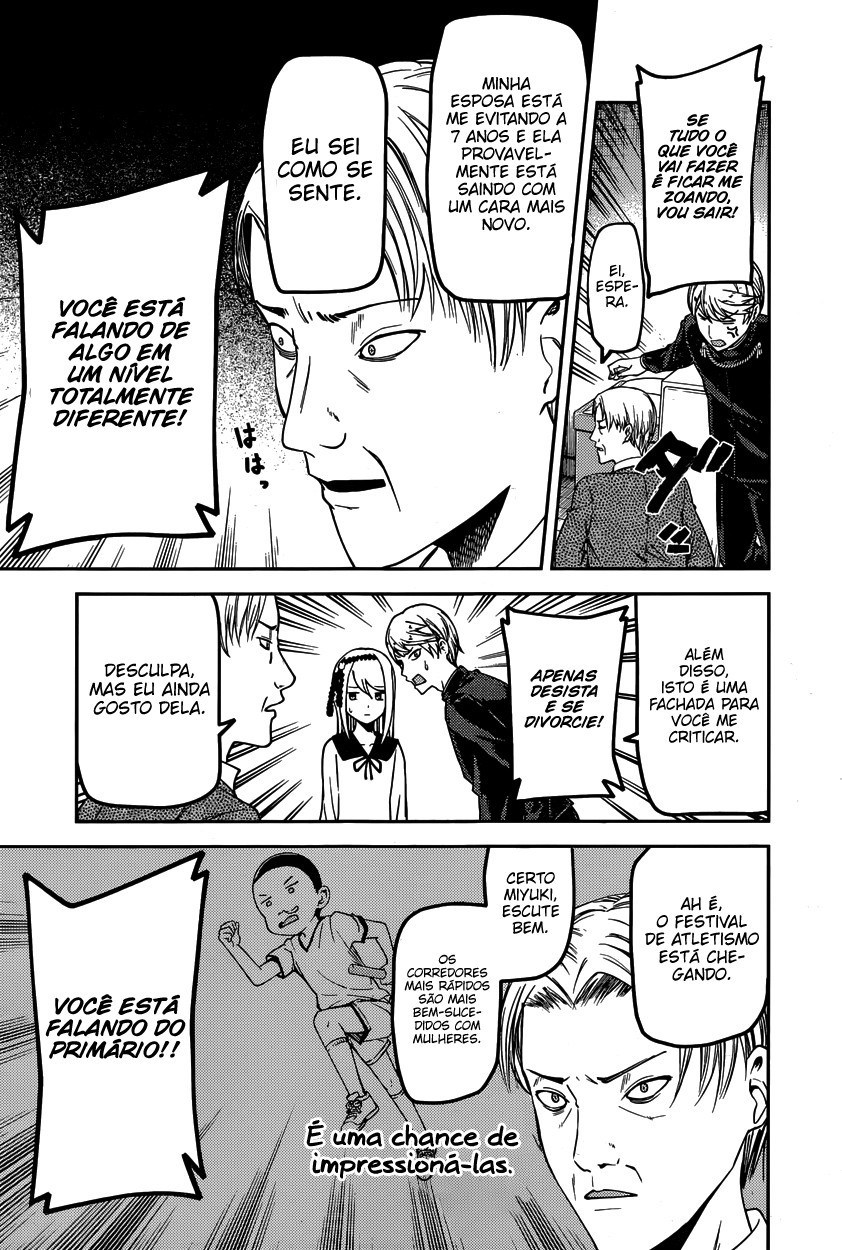 SE
TUDO O
QUE VOCÊ
VAI FAZER
É FICAR ME
ZOANDO,
VOU SAIR!
EI,
ESPE-
RA.
ダッ
ダッ
MINHA
ESPOSA ESTÁ
ME EVITANDO A
7 ANOS E ELA
PROVAVEL-
MENTE ESTÁ
SAINDO COM
UM CARA MAIS
NOVO.
EU SEI
COMO SE
SENTE.
はは
はっ
VOCÊ ESTÁ
FALANDO DE
ALGO EM
UM NÍVEL
TOTALMENTE
DIFERENTE!
ALÉM
DISSO,
ISTO É UMA
FACHADA PARA
VOCÊ ME
CRITICAR.
APENAS
DESISTA
E SE
DIVORCIE!
DESCULPA,
MAS EU AINDA
GOSTO DELA.
AH É,
O FESTIVAL
DE ATLETISMO
ESTÁ CHE-
GANDO.
CERTO
MIYUKI,
ESCUTE
BEM.
OS
CORREDORES
MAIS RÁPIDOS
SÃO MAIS
BEM-SUCE-
DIDOS COM
MULHERES.
É uma chance de
impressioná-las.
VOCÊ ESTÁ
FALANDO DO
PRIMÁRIO!!